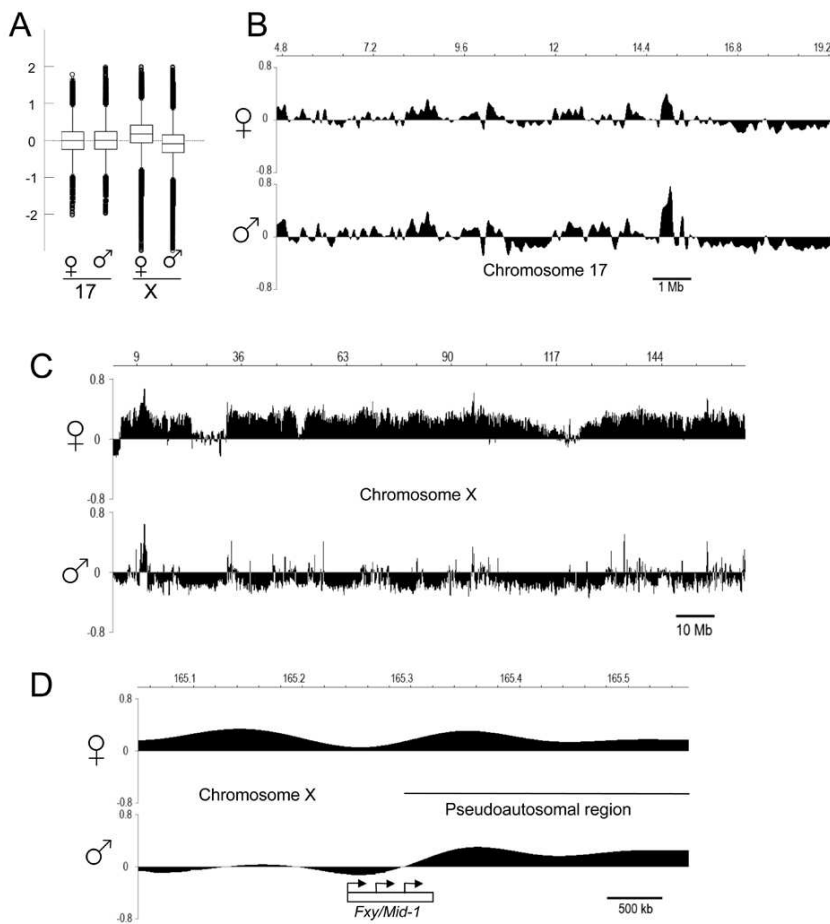 A
2
1
0
-1
-2
♀ ♂ ♀ ♂
17 X
B
4.8 7.2 9.6 12 14.4 16.8 19.2
0.8
♀ 0
-0.8
0.8
♂ 0
-0.8
Chromosome 17
1 Mb
C
9 36 63 90 117 144
0.8
♀ 0
-0.8
Chromosome X
0.8
♂ 0
-0.8
10 Mb
D
165.1 165.2 165.3 165.4 165.5
0.8
♀ 0
-0.8
Chromosome X
Pseudoautosomal region
0.8
♂ 0
-0.8
Fxy/Mid-1
500 kb